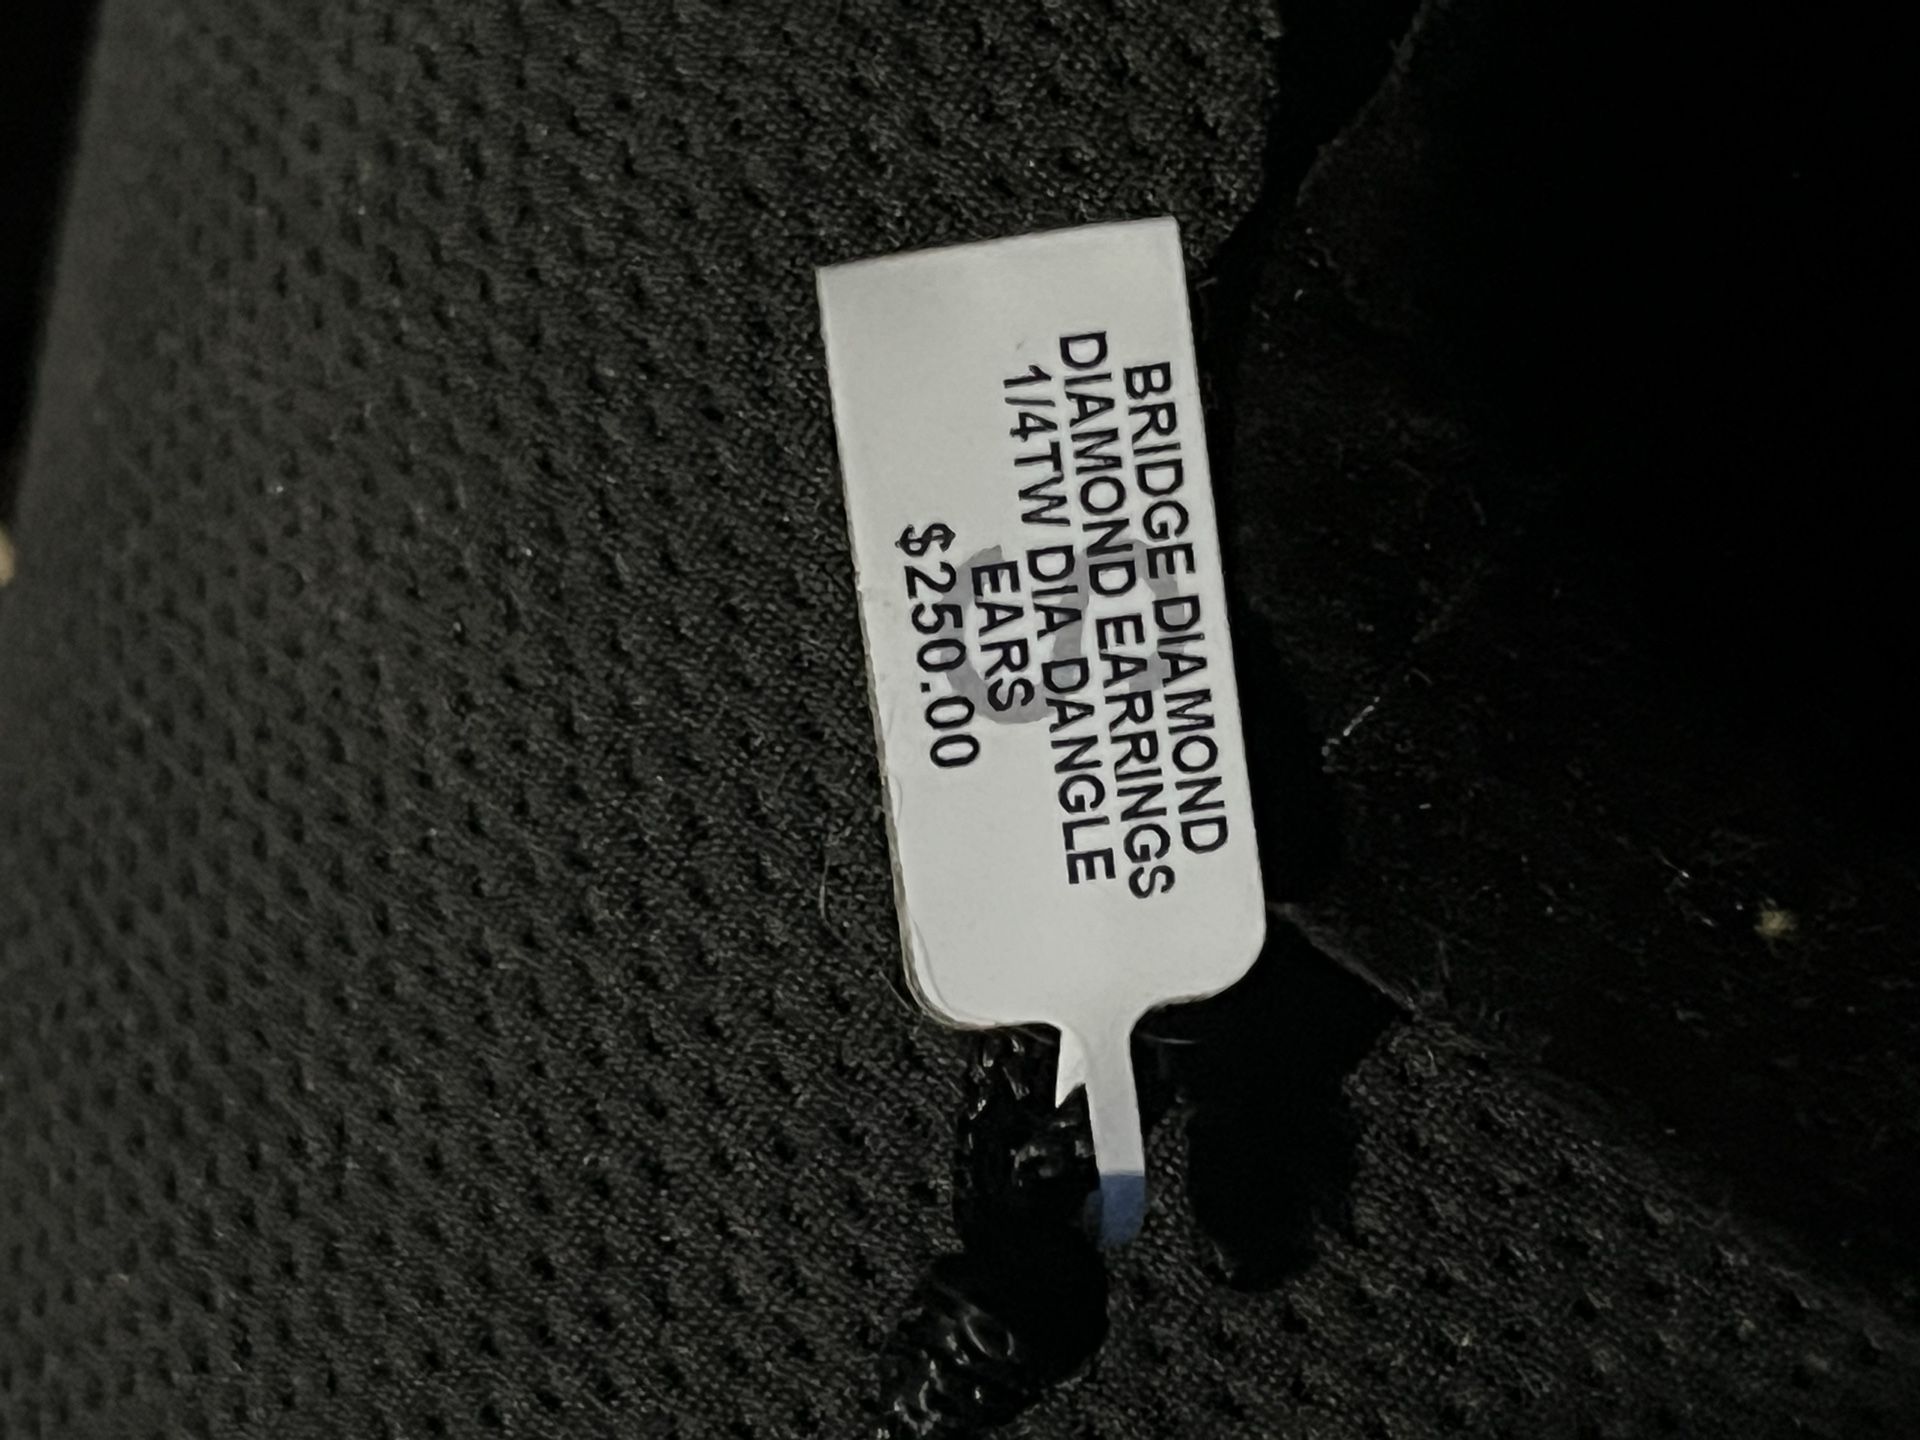 BRIDGE DIAMOND
DIAMOND EARRINGS
1/4TW DIA DANGLE
EARS
$250.00